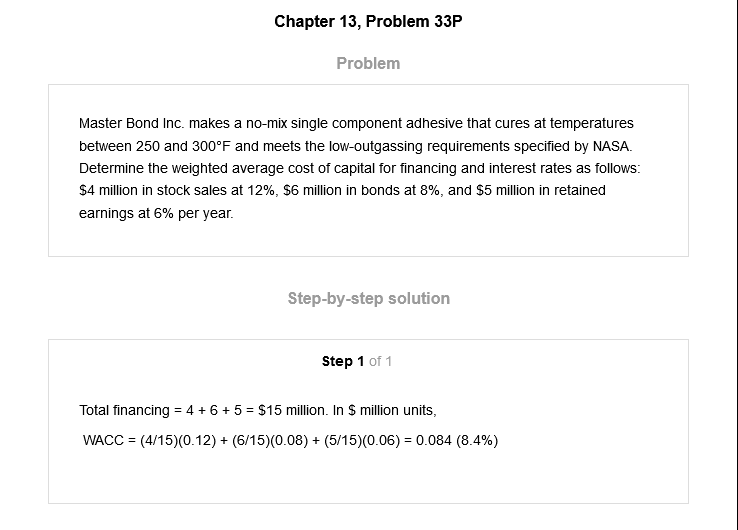 Chapter 13, Problem 33P
Problem
Master Bond Inc. makes a no-mix single component adhesive that cures at temperatures
between 250 and 300°F and meets the low-outgassing requirements specified by NASA.
Determine the weighted average cost of capital for financing and interest rates as follows:
$4 million in stock sales at 12%, $6 million in bonds at 8%, and $5 million in retained
earnings at 6% per year.
Step-by-step solution
Step 1 of 1
Total financing = 4 + 6 + 5 = $15 million. In $ million units,
WACC = (4/15)(0.12) + (6/15)(0.08) + (5/15)(0.06) = 0.084 (8.4%)